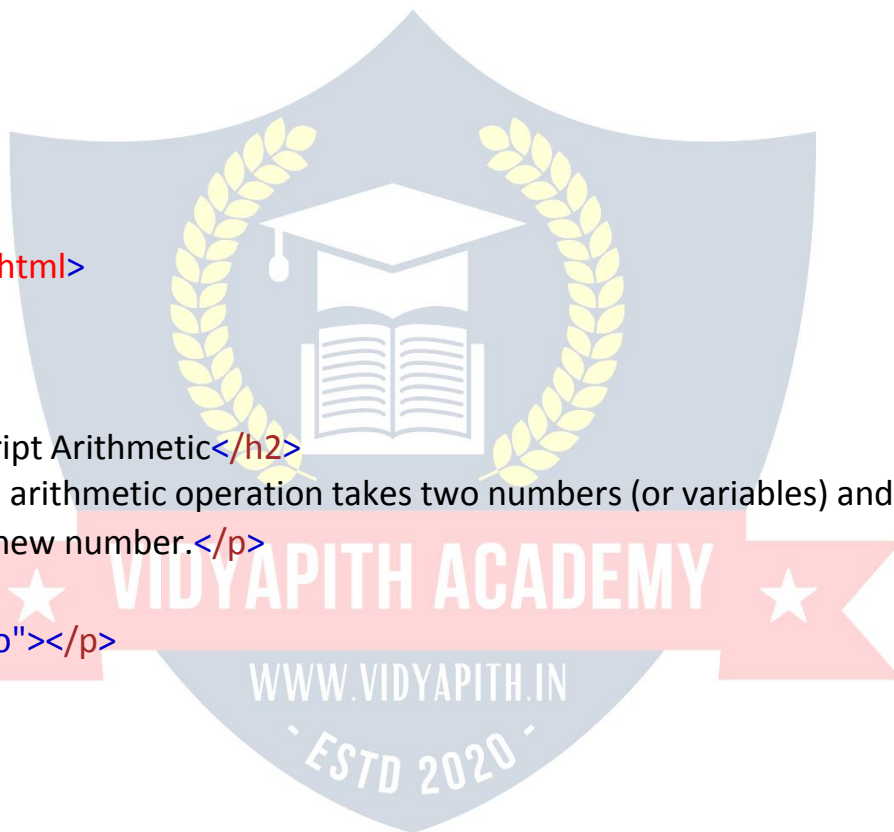 html>
ript Arithmetic</h2>
arithmetic operation takes two numbers (or variables) and
new number.</p>
VIDYAPITH ACADEMY
"></p>
WWW.VIDYAPITH.IN
- ESTD 2020 -